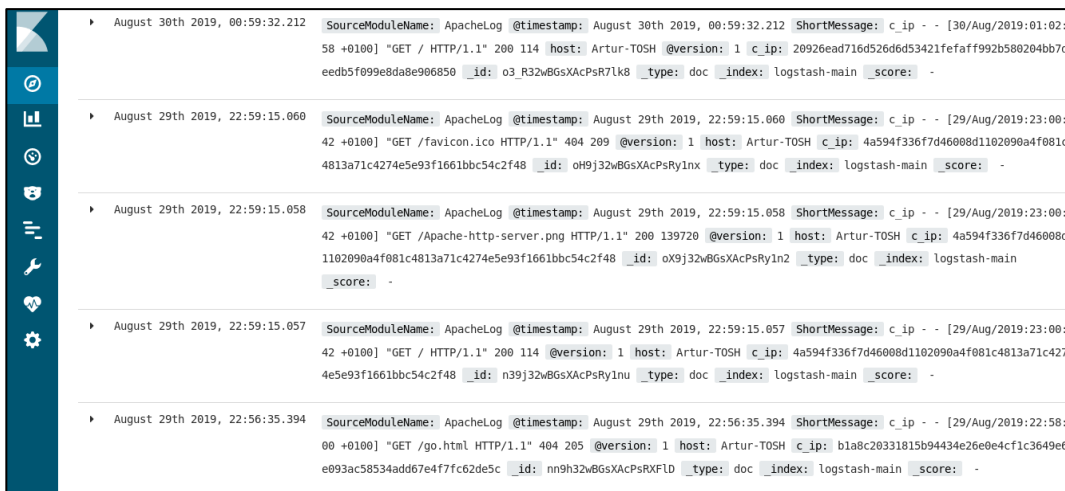 August 30th 2019, 00:59:32.212 SourceModuleName: ApacheLog @timestamp: August 30th 2019, 00:59:32.212 ShortMessage: c_ip - - [30/Aug/2019:01:02:
58 +0100] "GET / HTTP/1.1" 200 114 host: Artur-TOSH @version: 1 c_ip: 20926ead716d526d6d53421fefaff992b580204bb7d
eedb5f099e8da8e906850 _id: o3_R32wBGsXAcPsR7lk8 _type: doc _index: logstash-main _score: -
August 29th 2019, 22:59:15.060 SourceModuleName: ApacheLog @timestamp: August 29th 2019, 22:59:15.060 ShortMessage: c_ip - - [29/Aug/2019:23:00:
42 +0100] "GET /favicon.ico HTTP/1.1" 404 209 @version: 1 host: Artur-TOSH c_ip: 4a594f336f7d46008d1102090a4f081c
4813a71c4274e5e93f1661bbc54c2f48 _id: oH9j32wBGsXAcPsRy1nx _type: doc _index: logstash-main _score: -
August 29th 2019, 22:59:15.058 SourceModuleName: ApacheLog @timestamp: August 29th 2019, 22:59:15.058 ShortMessage: c_ip - - [29/Aug/2019:23:00:
42 +0100] "GET /Apache-http-server.png HTTP/1.1" 200 139720 @version: 1 host: Artur-TOSH c_ip: 4a594f336f7d46008d
1102090a4f081c4813a71c4274e5e93f1661bbc54c2f48 _id: oX9j32wBGsXAcPsRy1n2 _type: doc _index: logstash-main
_score: -
August 29th 2019, 22:59:15.057 SourceModuleName: ApacheLog @timestamp: August 29th 2019, 22:59:15.057 ShortMessage: c_ip - - [29/Aug/2019:23:00:
42 +0100] "GET / HTTP/1.1" 200 114 @version: 1 host: Artur-TOSH c_ip: 4a594f336f7d46008d1102090a4f081c4813a71c427
4e5e93f1661bbc54c2f48 _id: n39j32wBGsXAcPsRy1nu _type: doc _index: logstash-main _score: -
August 29th 2019, 22:56:35.394 SourceModuleName: ApacheLog @timestamp: August 29th 2019, 22:56:35.394 ShortMessage: c_ip - - [29/Aug/2019:22:58:
00 +0100] "GET /go.html HTTP/1.1" 404 205 @version: 1 host: Artur-TOSH c_ip: b1a8c20331815b94434e26e0e4cf1c3649e6
e093ac58534add67e4f7fc62de5c _id: nn9h32wBGsXAcPsRXFlD _type: doc _index: logstash-main _score: -